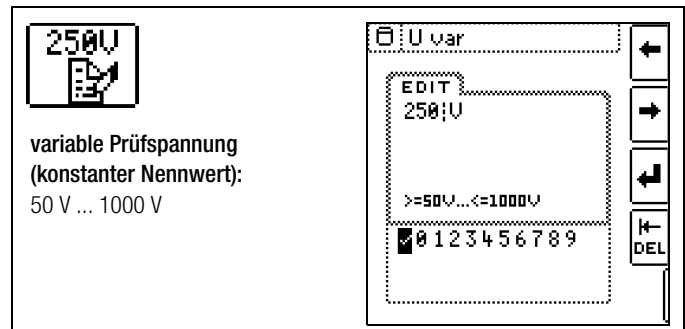 250V
variable Prüfspannung
(konstanter Nennwert):
50 V ... 1000 V
U var
EDIT
250V
>=50V...<=1000V
0123456789
DEL